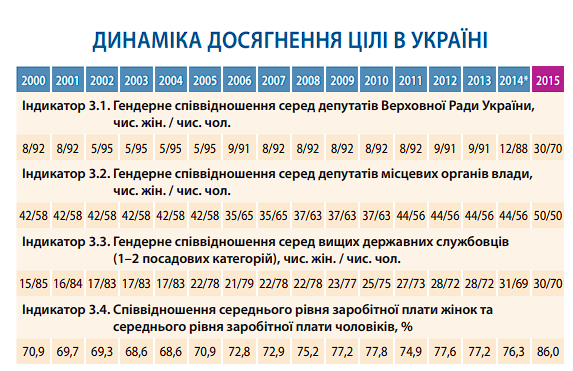 ДИНАМІКА ДОСЯГНЕННЯ ЦІЛІ В УКРАЇНІ
2000 2001 2002 2003 2004 2005 2006 2007 2008 2009 2010 2011 2012 2013 2014* 2015
Індикатор 3.1. Гендерне співвідношення серед депутатів Верховної Ради України,
чис. жін. / чис. чол.
8/92 8/92 5/95 5/95 5/95 5/95 9/91 8/92 8/92 8/92 8/92 8/92 9/91 9/91 12/88 30/70
Індикатор 3.2. Гендерне співвідношення серед депутатів місцевих органів влади,
чис. жін. / чис. чол.
42/58 42/58 42/58 42/58 42/58 42/58 35/65 35/65 37/63 37/63 37/63 44/56 44/56 44/56 44/56 50/50
Індикатор 3.3. Гендерне співвідношення серед вищих державних службовців
(1–2 посадових категорій), чис. жін. / чис. чол.
15/85 16/84 17/83 17/83 17/83 22/78 21/79 22/78 22/78 23/77 25/75 27/73 28/72 28/72 31/69 30/70
Індикатор 3.4. Співвідношення середнього рівня заробітної плати жінок та
середнього рівня заробітної плати чоловіків, %
70,9 69,7 69,3 68,6 68,6 70,9 72,8 72,9 75,2 77,2 77,8 74,9 77,6 77,2 76,3 86,0